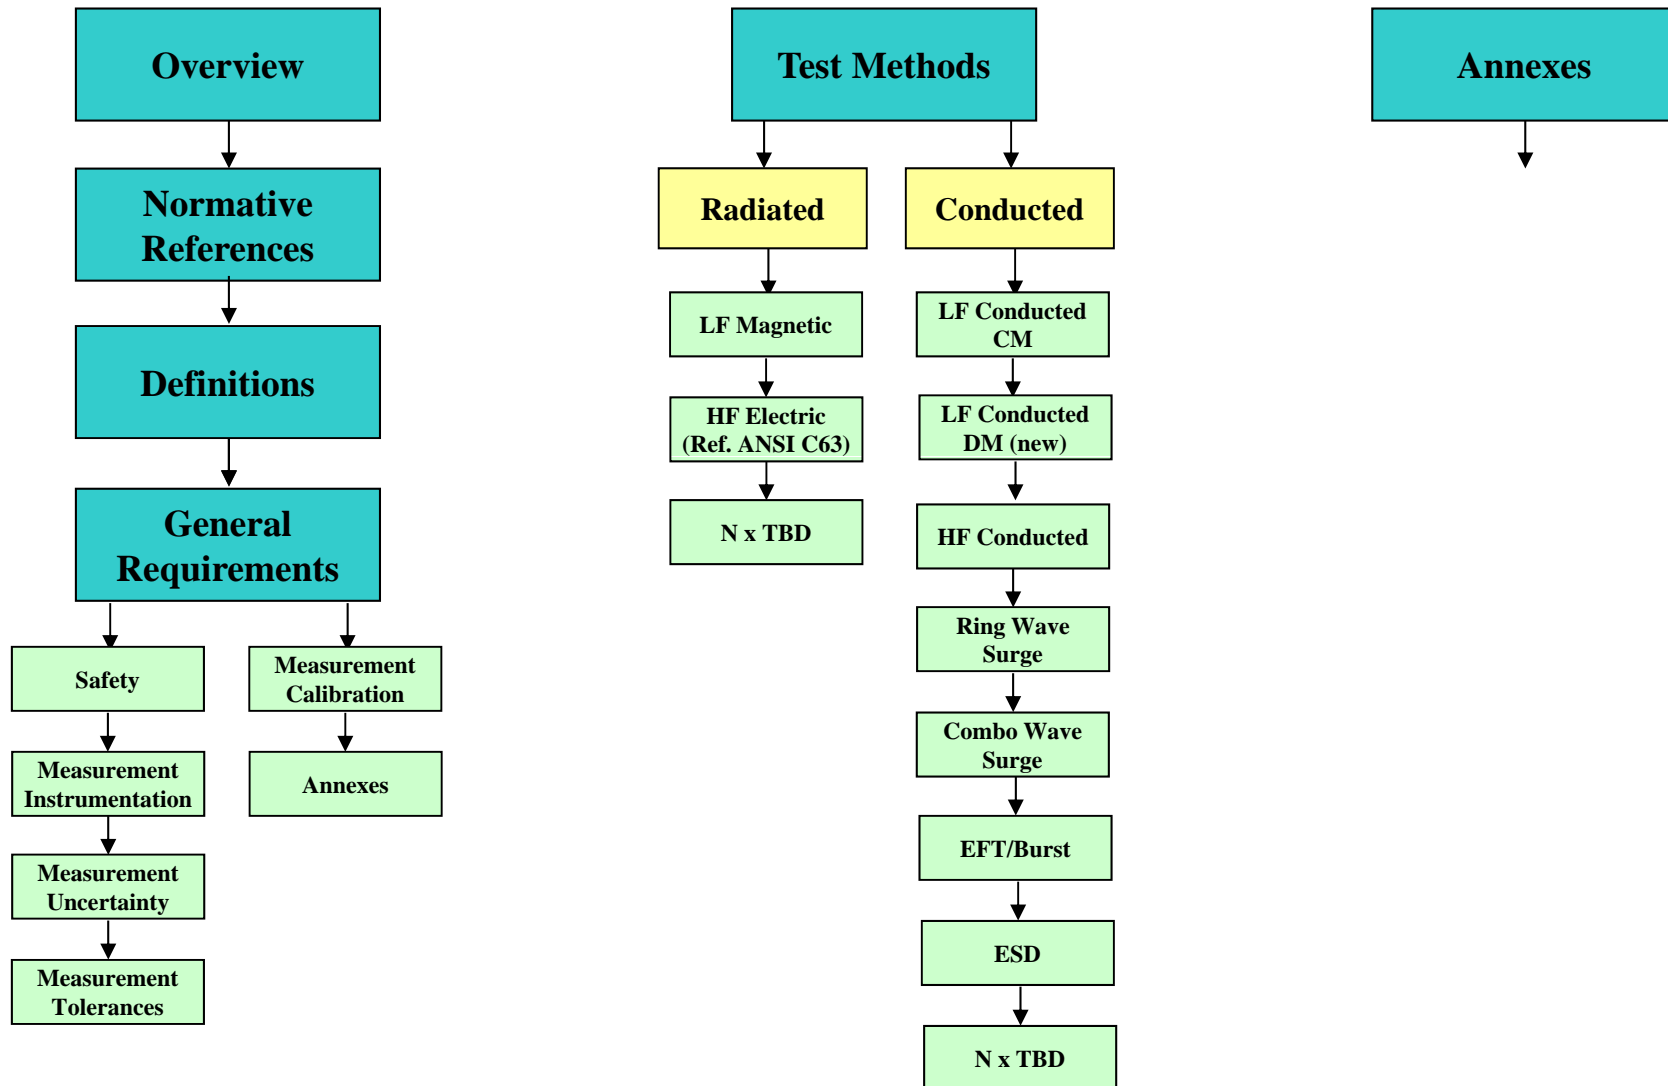 Overview
Normative
References
Definitions
General
Requirements
Safety
Measurement
Instrumentation
Measurement
Uncertainty
Measurement
Tolerances
Measurement
Calibration
Annexes
Test Methods
Radiated
LF Magnetic
HF Electric
(Ref. ANSI C63)
N x TBD
Conducted
LF Conducted
CM
LF Conducted
DM (new)
HF Conducted
Ring Wave
Surge
Combo Wave
Surge
EFT/Burst
ESD
N x TBD
Annexes